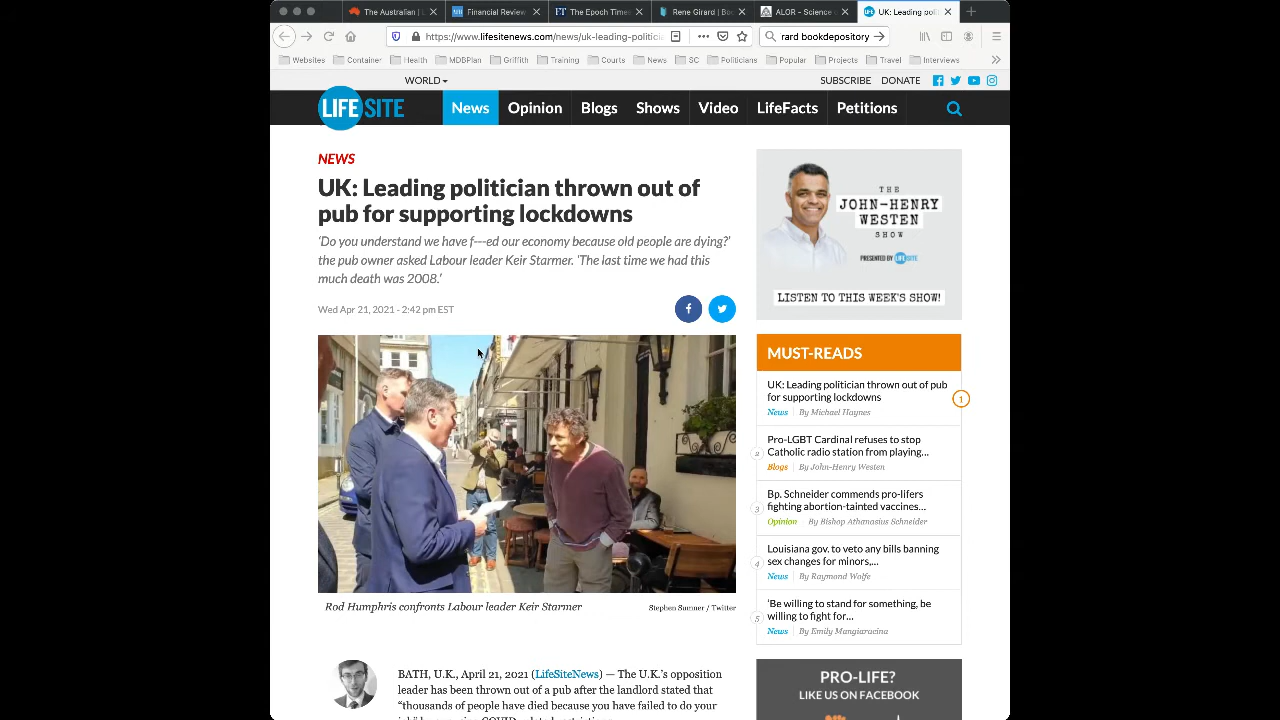 The Australian | L
Financial Review
The Epoch Times
Rene Girard | Boo
ALOR - Science o
UK: Leading pol
https://www.lifesitenews.com/news/uk-leading-politicia
rard bookdepository
Websites Container Health MDBPlan Griffith Training Courts News SC Politicians Popular Projects Travel Interviews
WORLD
SUBSCRIBE DONATE
LIFE SITE
News Opinion Blogs Shows Video LifeFacts Petitions
NEWS
UK: Leading politician thrown out of
pub for supporting lockdowns
‘Do you understand we have f---ed our economy because old people are dying?’
the pub owner asked Labour leader Keir Starmer. ‘The last time we had this
much death was 2008.’
Wed Apr 21, 2021 - 2:42 pm EST
Rod Humphris confronts Labour leader Keir Starmer
Stephen Sumner / Twitter
BATH, U.K., April 21, 2021 (LifeSiteNews) — The U.K.’s opposition
leader has been thrown out of a pub after the landlord stated that
“thousands of people have died because you have failed to do your
THE
JOHN-HENRY
WESTEN
SHOW
PRESENTED BY LIFESITE
LISTEN TO THIS WEEK'S SHOW!
MUST-READS
UK: Leading politician thrown out of pub
for supporting lockdowns
News | By Michael Haynes
1
Pro-LGBT Cardinal refuses to stop
Catholic radio station from playing...
Blogs | By John-Henry Westen
2
Bp. Schneider commends pro-lifers
fighting abortion-tainted vaccines...
Opinion | By Bishop Athanasius Schneider
3
Louisiana gov. to veto any bills banning
sex changes for minors,...
News | By Raymond Wolfe
4
‘Be willing to stand for something, be
willing to fight for...
News | By Emily Mangiaracina
5
PRO-LIFE?
LIKE US ON FACEBOOK